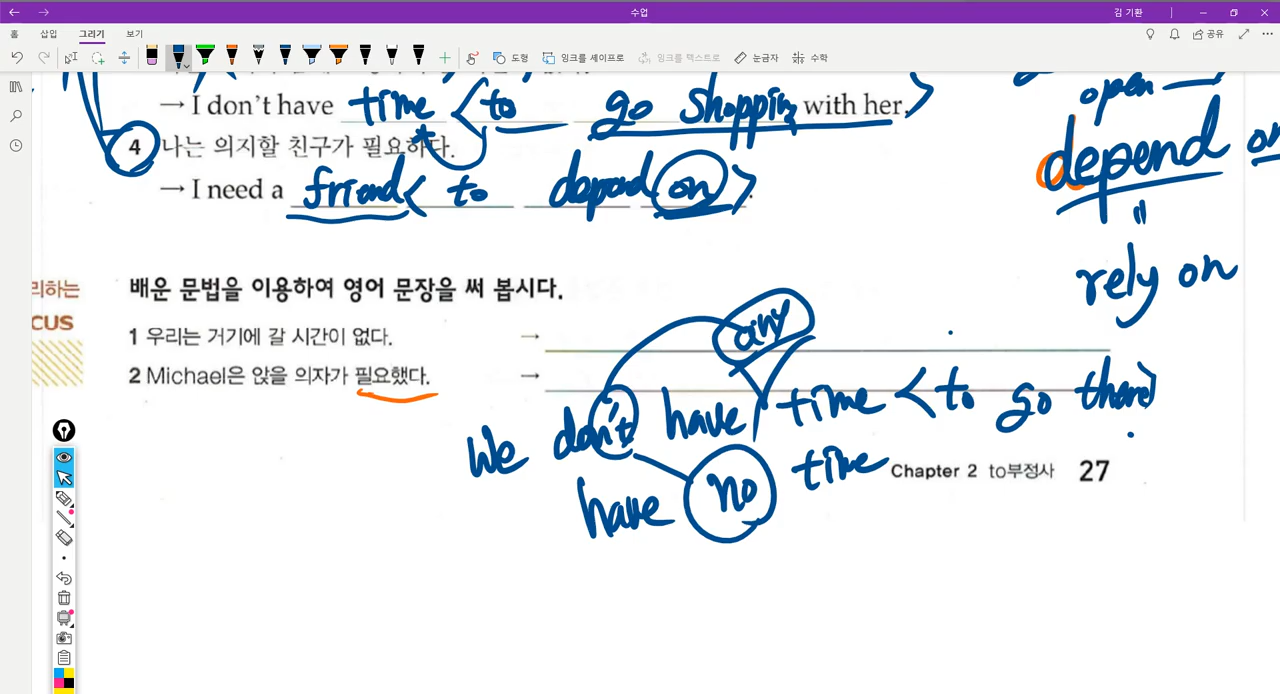 수업
김 기환
홈 삽입 그리기 보기
공유
도형 잉크를 셰이프로 잉크를 텍스트로 눈금자 수학
→ I don't have time < to go shopping with her. >
open
4 나는 의지할 친구가 필요하다.
depend on
→ I need a friend < to depend on > .
=
rely on
리하는
CUS
배운 문법을 이용하여 영어 문장을 써 봅시다.
1 우리는 거기에 갈 시간이 없다. →
any
2 Michael은 앉을 의자가 필요했다. →
We don't have time < to go there >.
have no time
Chapter 2 to부정사 27